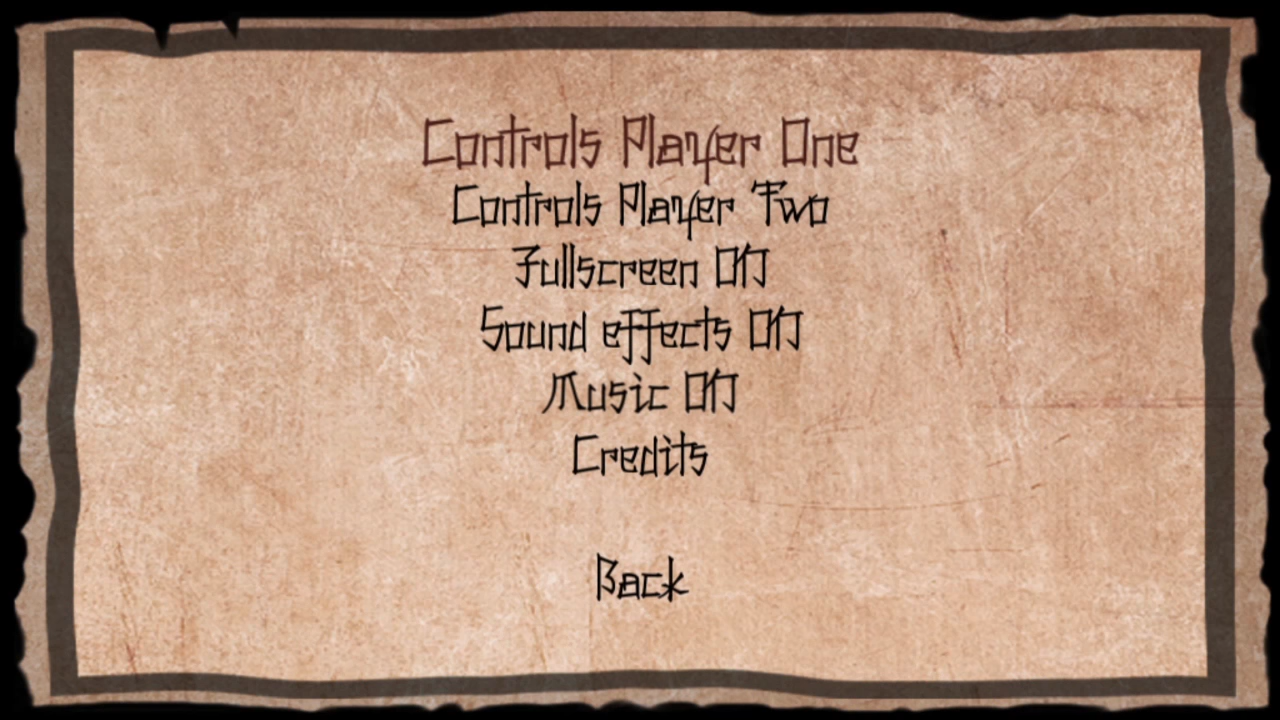 Controls Player One
Controls Player Two
Fullscreen ON
Sound effects ON
Music ON
Credits
Back